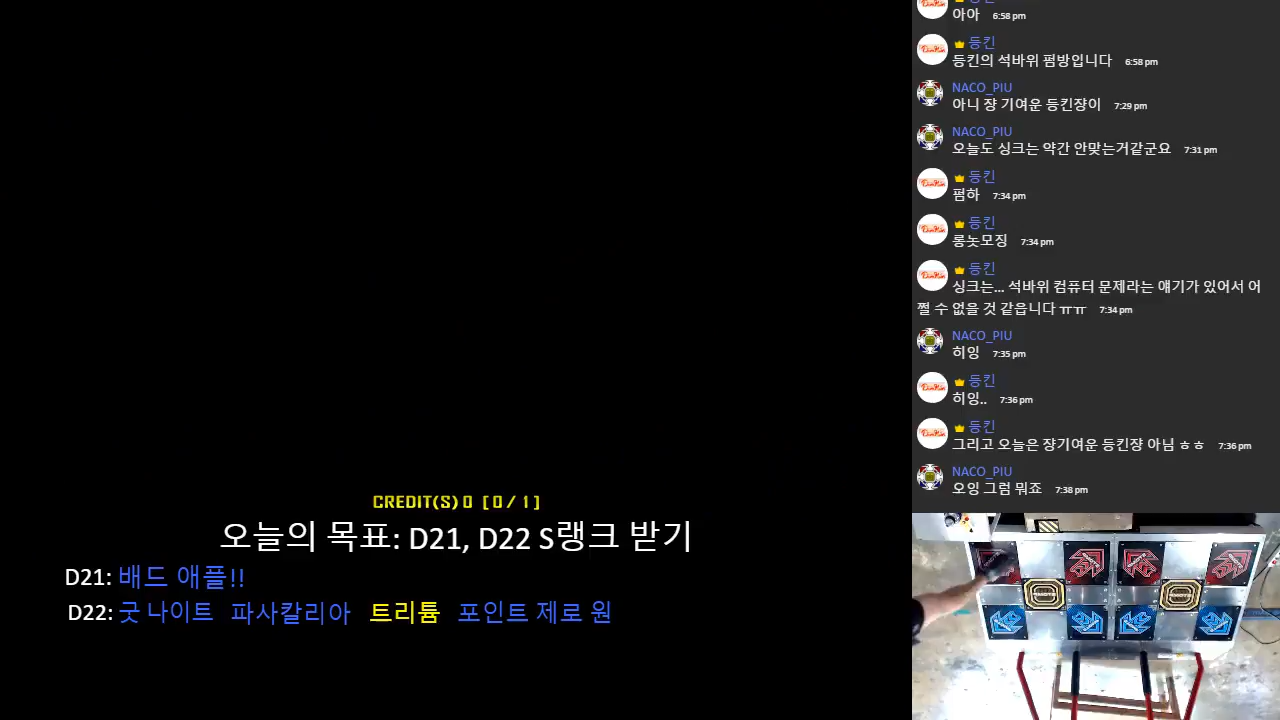 아아 6:58 pm
등킨
등킨의 석바위 펌방입니다 6:58 pm
NACO_PIU
아니 쟝 기여운 등킨쟝이 7:29 pm
NACO_PIU
오늘도 싱크는 약간 안맞는거같군요 7:31 pm
등킨
펌하 7:34 pm
등킨
롱놋모징 7:34 pm
등킨
싱크는... 석바위 컴퓨터 문제라는 얘기가 있어서 어
쩔 수 없을 것 같읍니다 ㅠㅠ 7:34 pm
NACO_PIU
히잉 7:35 pm
등킨
히잉.. 7:36 pm
등킨
그리고 오늘은 쟝기여운 등킨쟝 아님 ㅎㅎ 7:36 pm
NACO_PIU
오잉 그럼 뭐죠 7:38 pm
CREDIT(S) 0 [0/1]
오늘의 목표: D21, D22 S랭크 받기
D21: 배드 애플!!
D22: 굿 나이트 파사칼리아 트리튬 포인트 제로 원